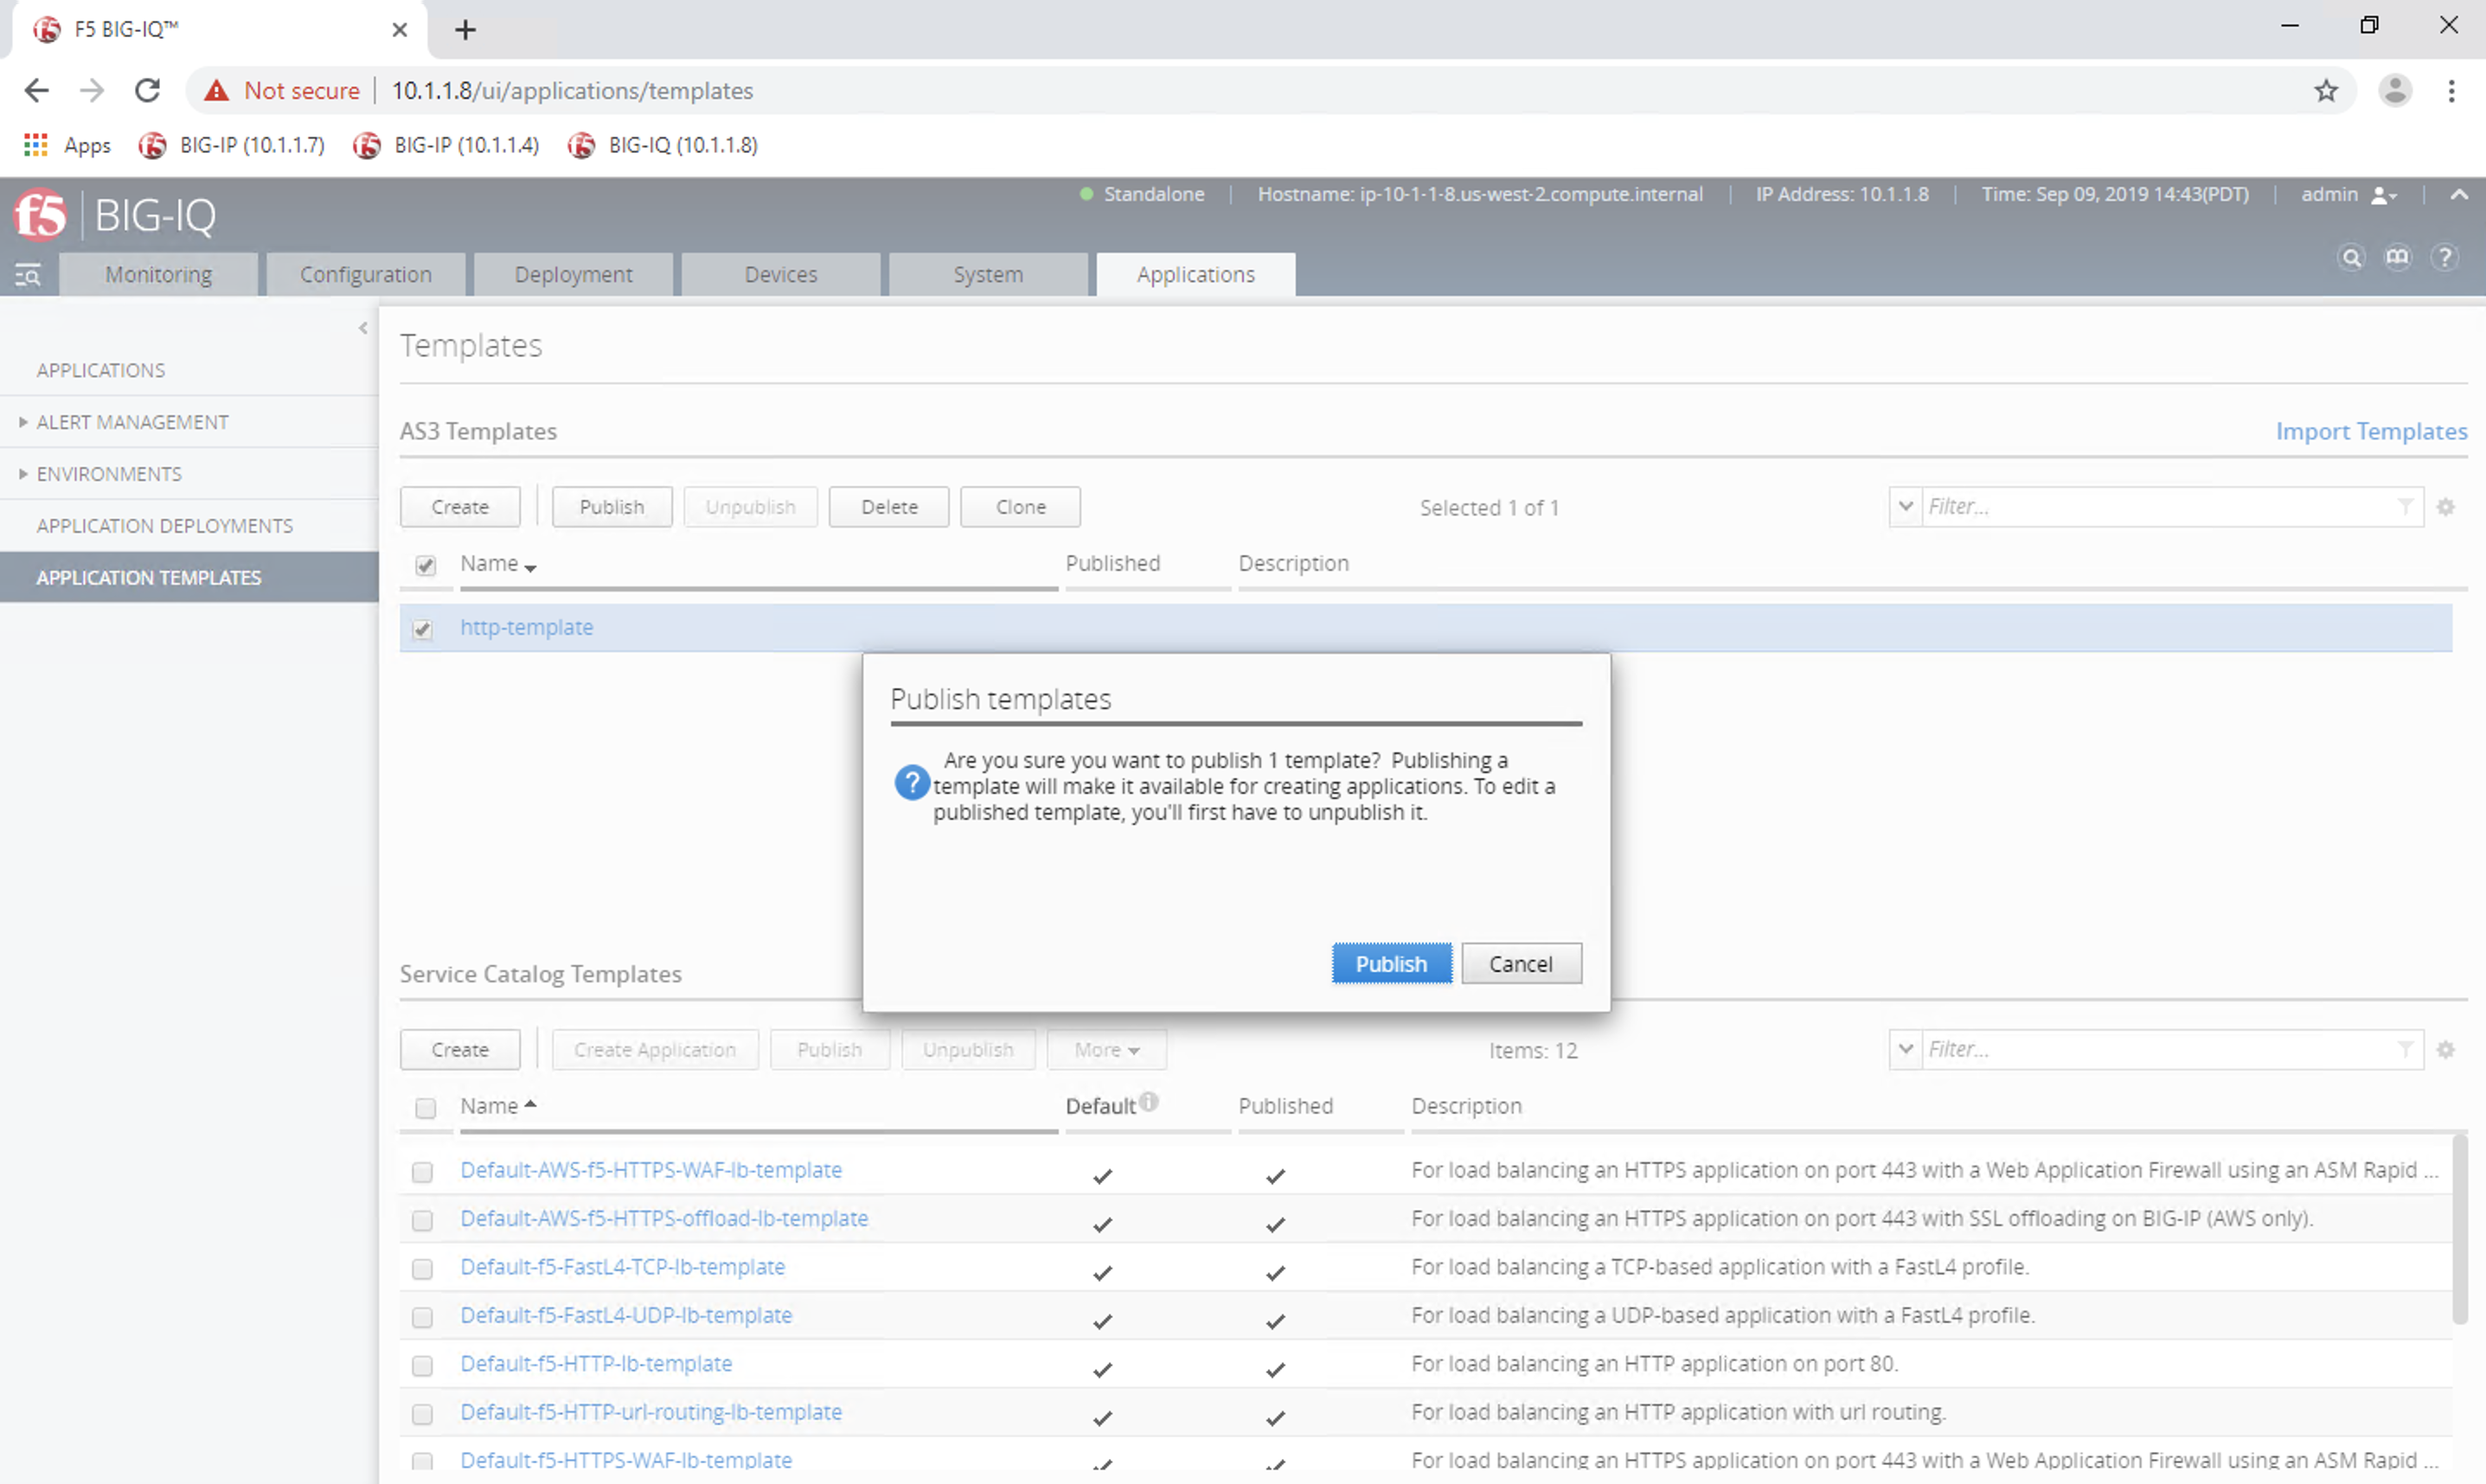 F5 BIG-IQ™
Not secure | 10.1.1.8/ui/applications/templates
Apps BIG-IP (10.1.1.7) BIG-IP (10.1.1.4) BIG-IQ (10.1.1.8)
f5 BIG-IQ
Standalone | Hostname: ip-10-1-1-8.us-west-2.compute.internal | IP Address: 10.1.1.8 | Time: Sep 09, 2019 14:43(PDT) | admin
Monitoring Configuration Deployment Devices System Applications
APPLICATIONS
ALERT MANAGEMENT
ENVIRONMENTS
APPLICATION DEPLOYMENTS
APPLICATION TEMPLATES
Templates
AS3 Templates Import Templates
Create Publish Unpublish Delete Clone Selected 1 of 1 Filter...
Name Published Description
http-template
Publish templates
Are you sure you want to publish 1 template? Publishing a
template will make it available for creating applications. To edit a
published template, you'll first have to unpublish it.
Publish Cancel
Service Catalog Templates
Create Create Application Publish Unpublish More Items: 12 Filter...
Name Default Published Description
Default-AWS-f5-HTTPS-WAF-lb-template For load balancing an HTTPS application on port 443 with a Web Application Firewall using an ASM Rapid ...
Default-AWS-f5-HTTPS-offload-lb-template For load balancing an HTTPS application on port 443 with SSL offloading on BIG-IP (AWS only).
Default-f5-FastL4-TCP-lb-template For load balancing a TCP-based application with a FastL4 profile.
Default-f5-FastL4-UDP-lb-template For load balancing a UDP-based application with a FastL4 profile.
Default-f5-HTTP-lb-template For load balancing an HTTP application on port 80.
Default-f5-HTTP-url-routing-lb-template For load balancing an HTTP application with url routing.
Default-f5-HTTPS-WAF-lb-template For load balancing an HTTPS application on port 443 with a Web Application Firewall using an ASM Rapid ...